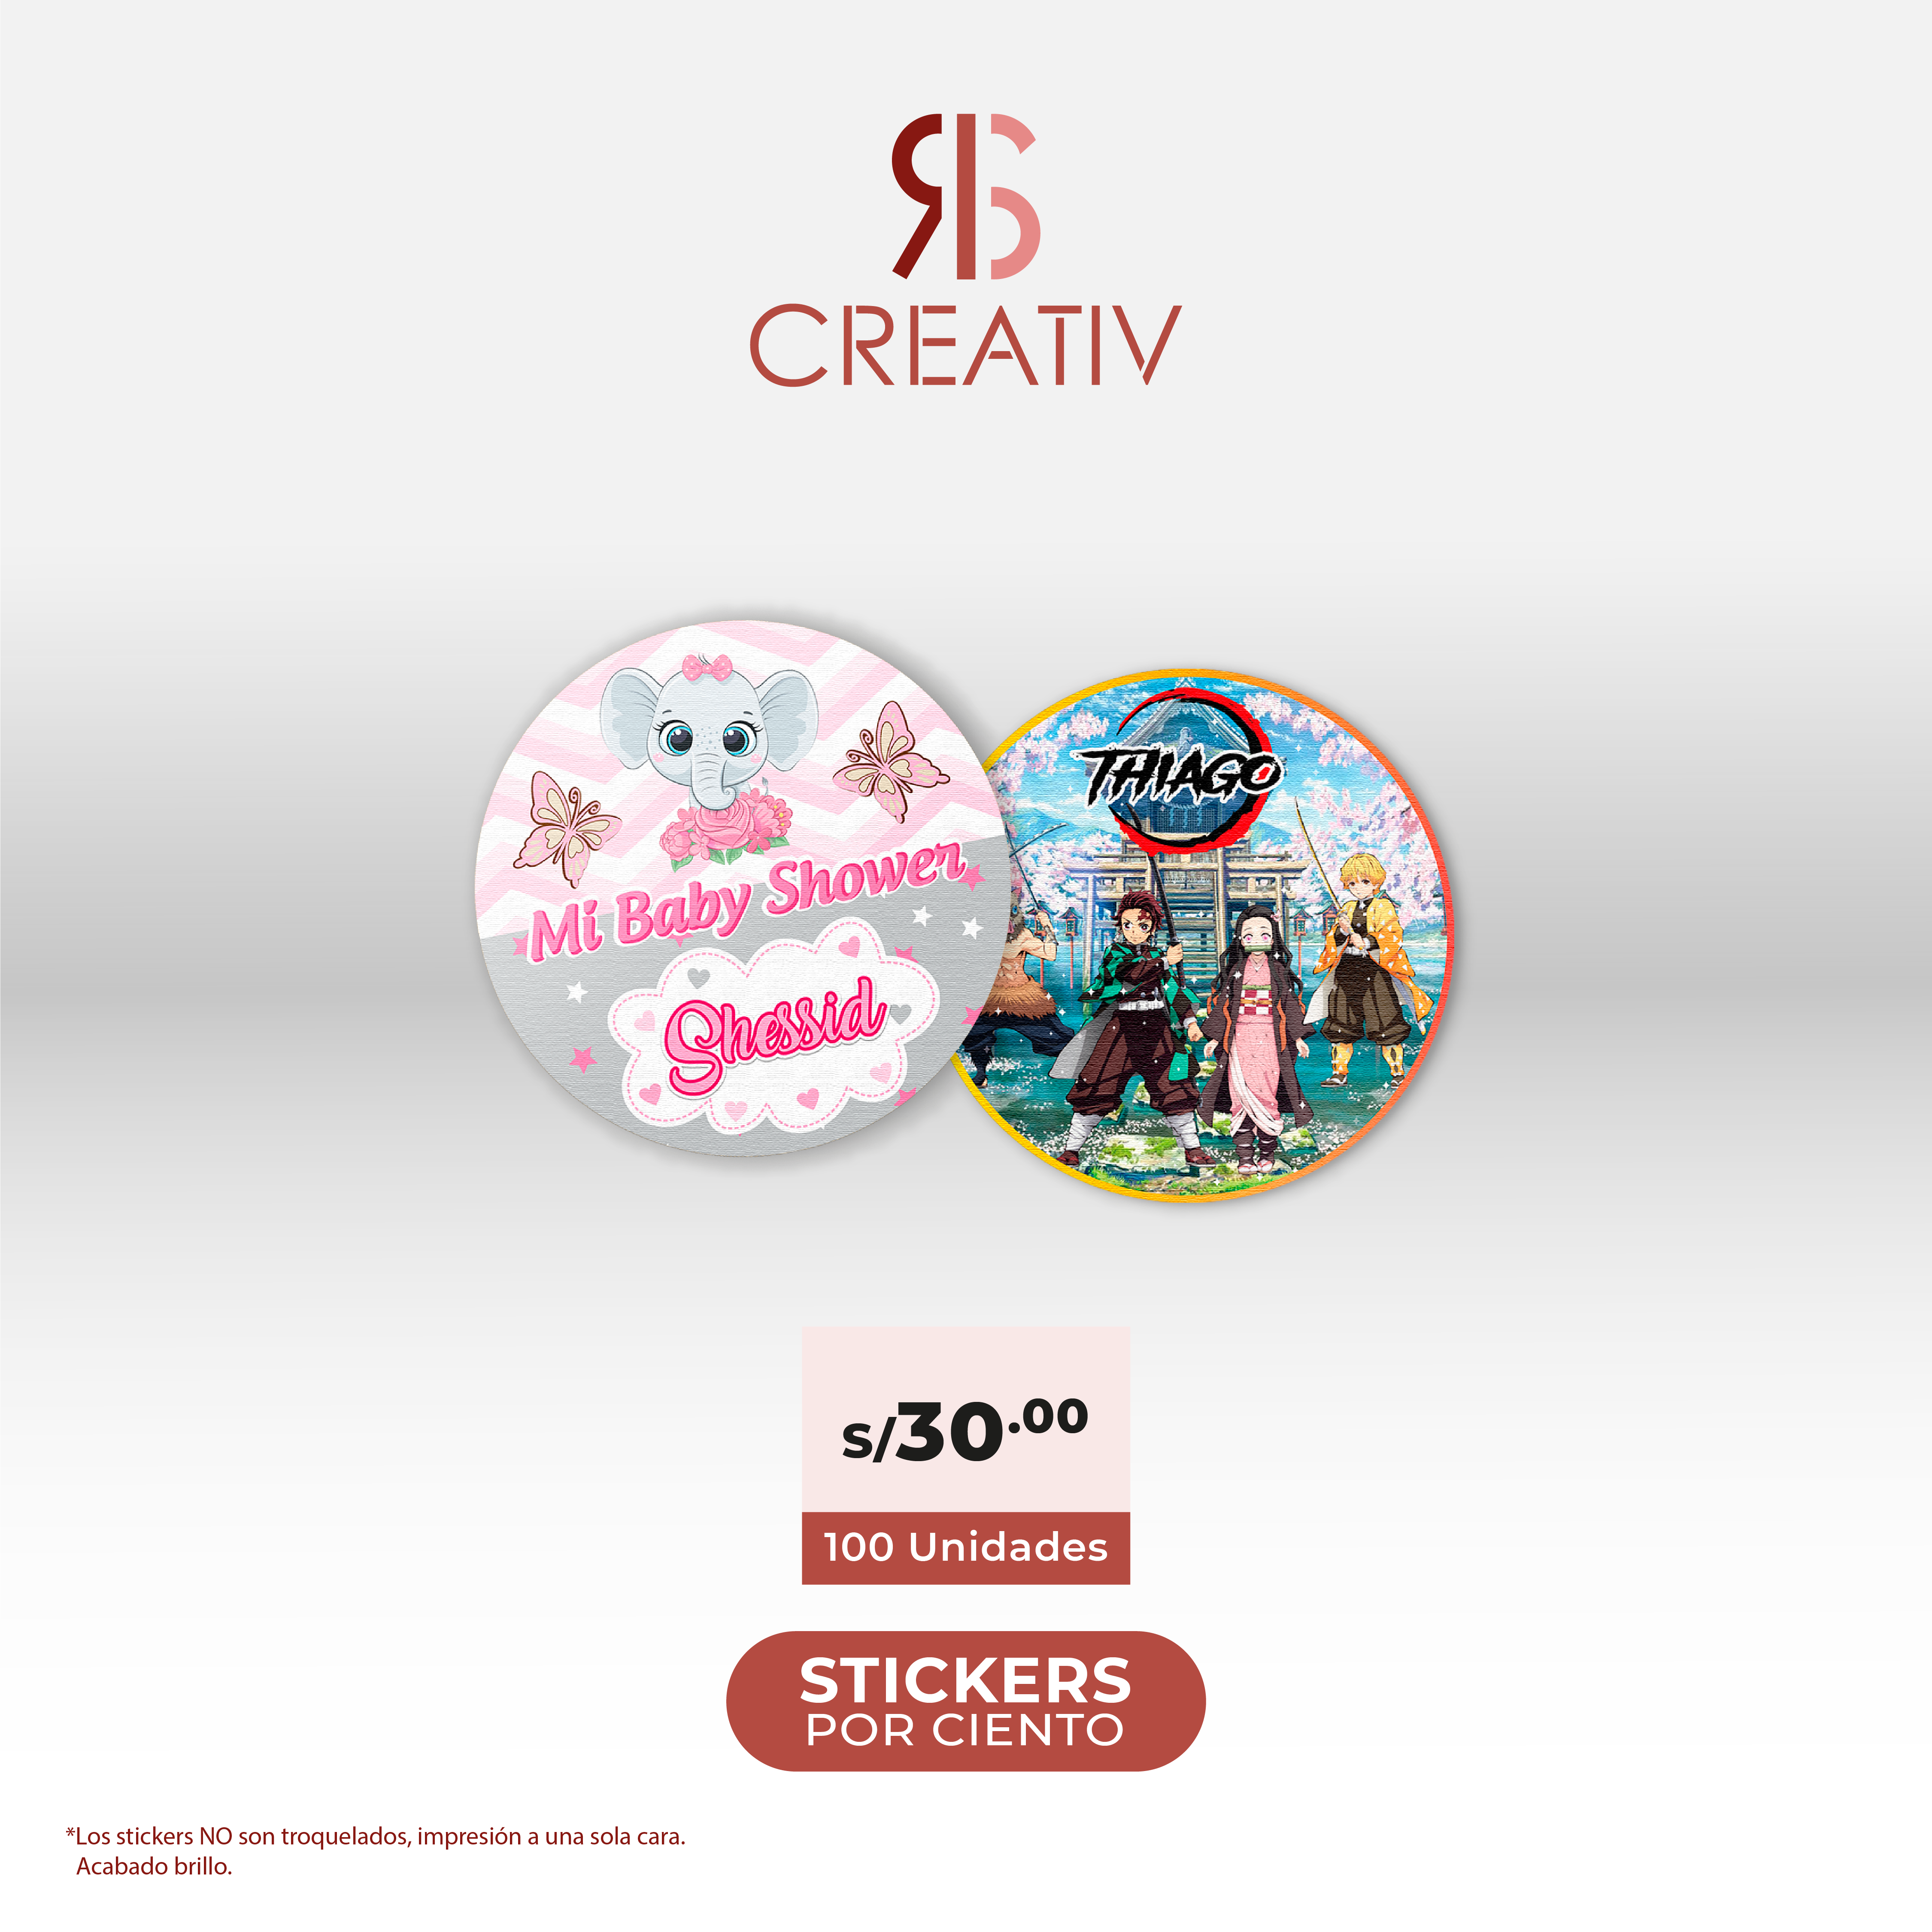 RS
CREATIV
Mi Baby Shower
Shessid
THIAGO
s/30.00
100 Unidades
STICKERS
POR CIENTO
*Los stickers NO son troquelados, impresión a una sola cara.
Acabado brillo.